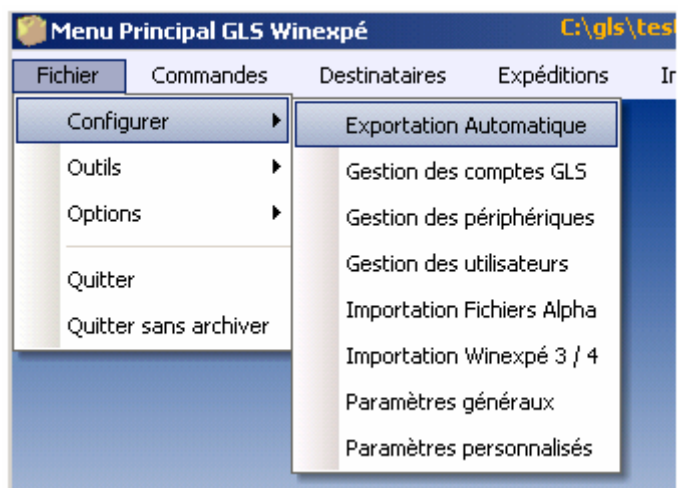 Menu Principal GLS Winexpé C:\gls\tes
Fichier Commandes Destinataires Expéditions
Configurer Exportation Automatique
Outils Gestion des comptes GLS
Options Gestion des périphériques
Gestion des utilisateurs
Quitter Importation Fichiers Alpha
Quitter sans archiver Importation Winexpé 3 / 4
Paramètres généraux
Paramètres personnalisés